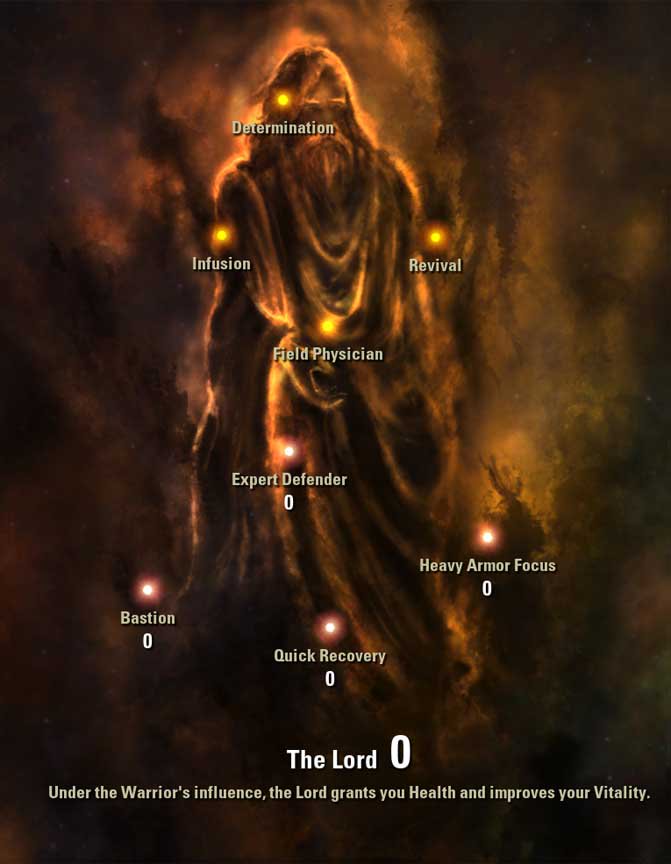 Determination
Infusion
Revival
Field Physician
Expert Defender
0
Heavy Armor Focus
0
Bastion
0
Quick Recovery
0
The Lord 0
Under the Warrior's influence, the Lord grants you Health and improves your Vitality.